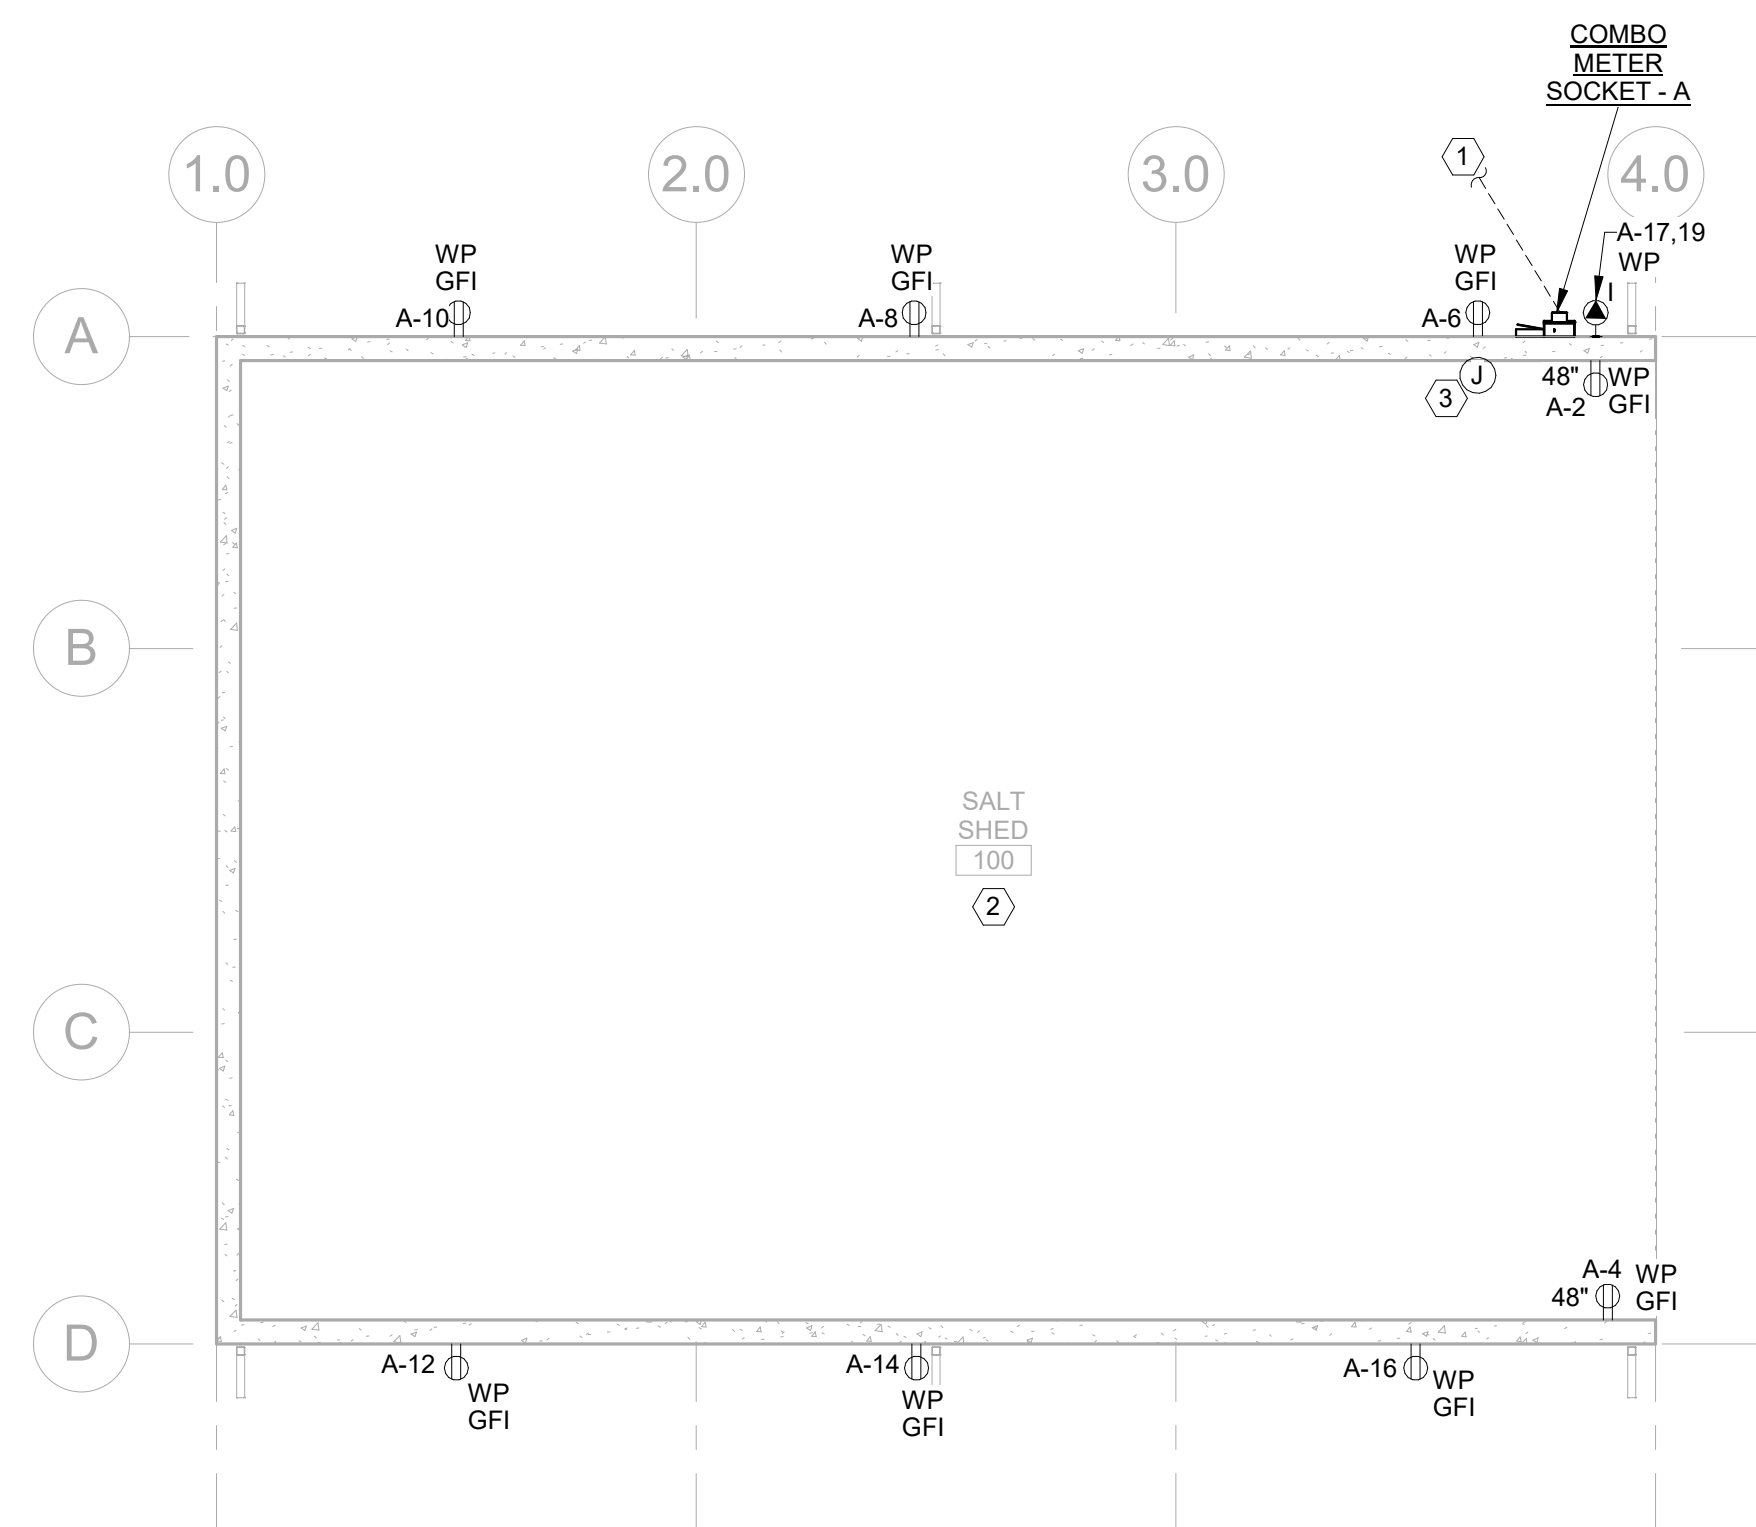 COMBO
METER
SOCKET - A
1.0
2.0
3.0
1
4.0
A-17,19
WP
I
WP
GFI
A-10
WP
GFI
A-8
WP
GFI
A-6
A
J
3
48"
A-2
WP
GFI
B
SALT
SHED
100
2
C
A-4
48"
WP
GFI
D
A-12
WP
GFI
A-14
WP
GFI
A-16
WP
GFI